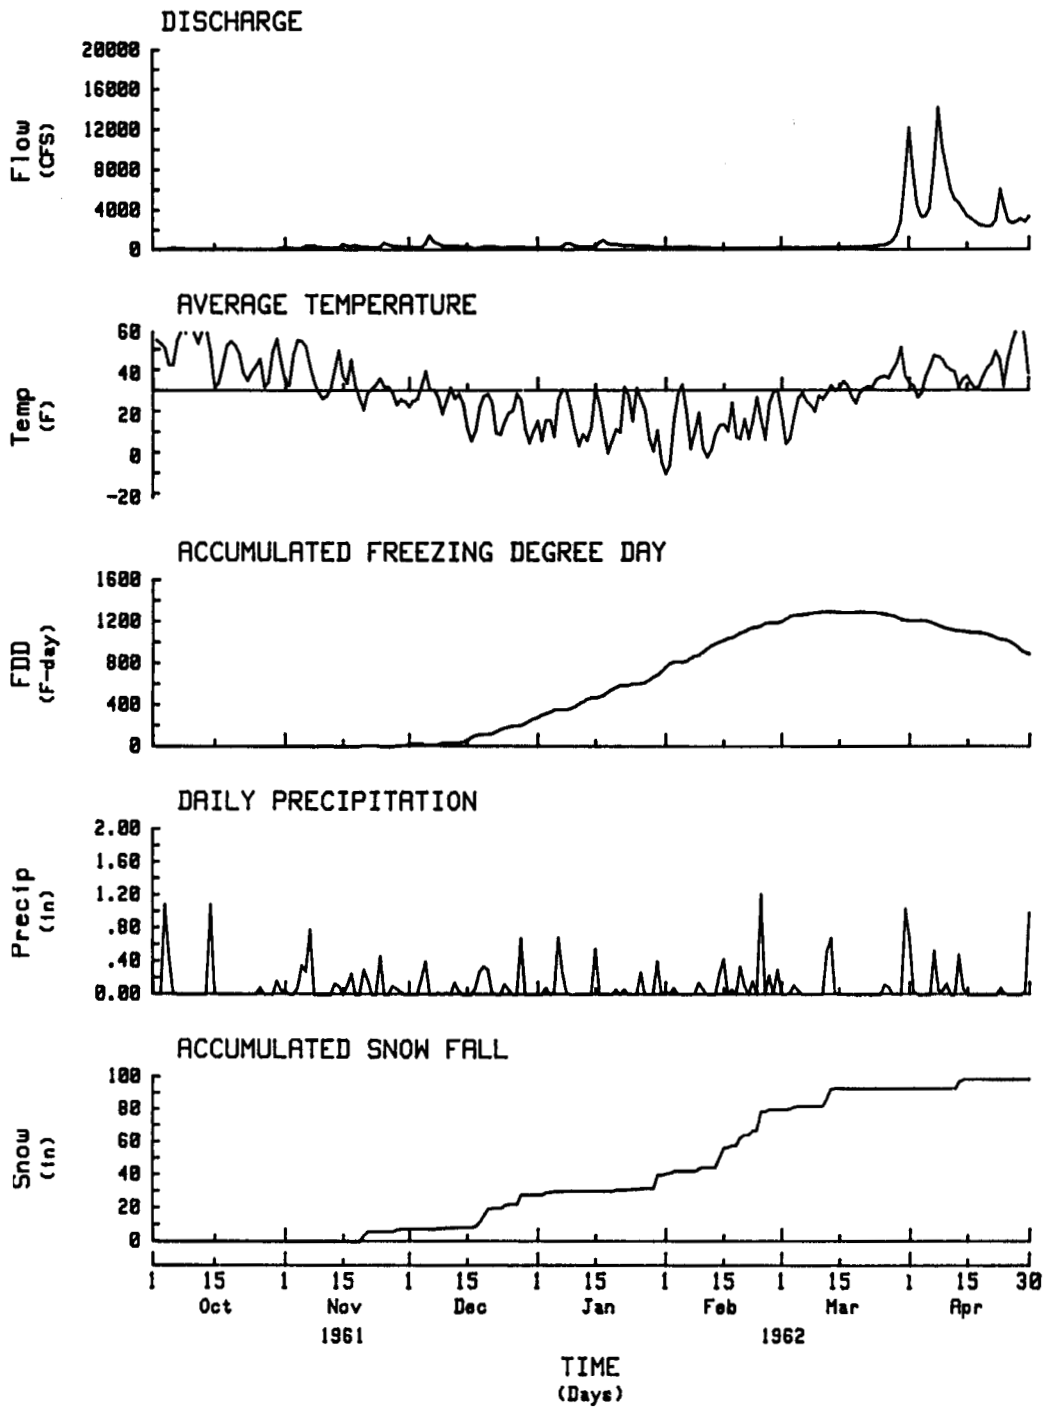 DISCHARGE
20000
16000
12000
8000
4000
0
Flow
(CFS)
AVERAGE TEMPERATURE
60
40
20
0
-20
Temp
(F)
ACCUMULATED FREEZING DEGREE DAY
1600
1200
800
400
0
FDD
(F-day)
DAILY PRECIPITATION
2.00
1.60
1.20
.80
.40
0.00
Precip
(in)
ACCUMULATED SNOW FALL
100
80
60
40
20
0
Snow
(in)
1 15 1 15 1 15 1 15 1 15 1 15 1 15 30
Oct Nov Dec Jan Feb Mar Apr
1961 1962
TIME
(Days)